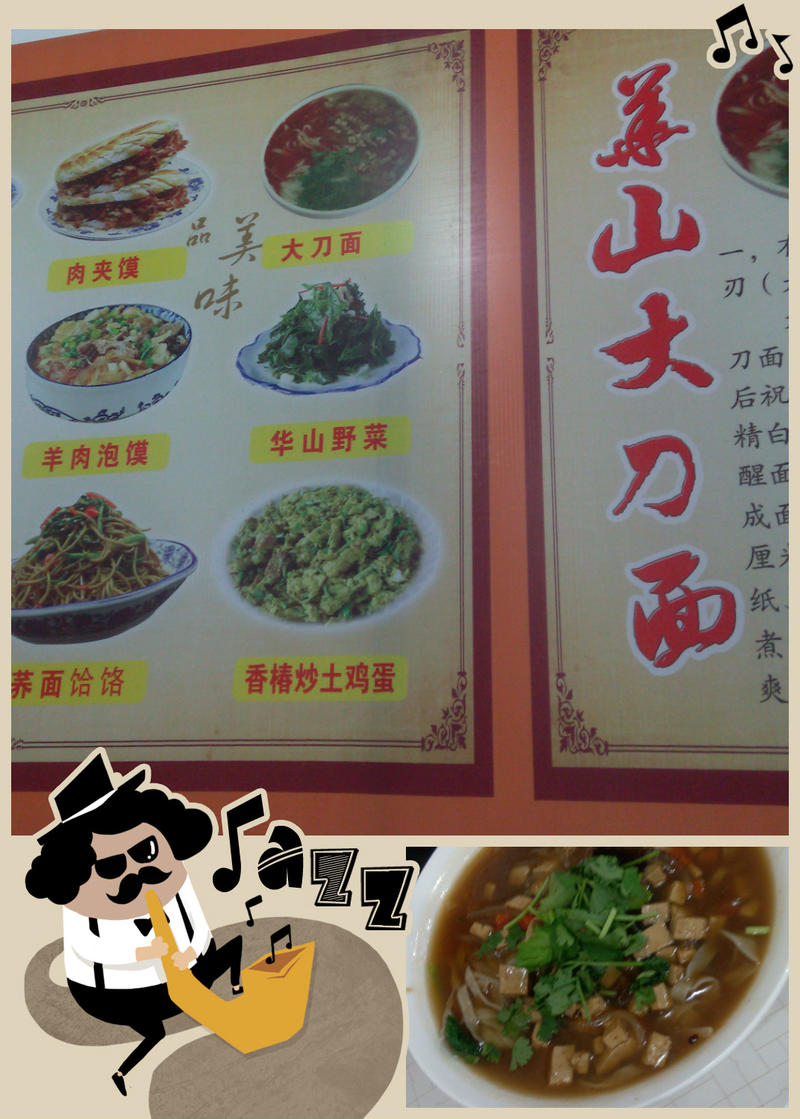 肉夹馍
品美味
大刀面
羊肉泡馍
华山野菜
荞面饸饹
香椿炒土鸡蛋
華山大刀面
一，
刃（
刀面
后祝
精白
醒面
成面
厘
纸、
煮
爽
Jazz